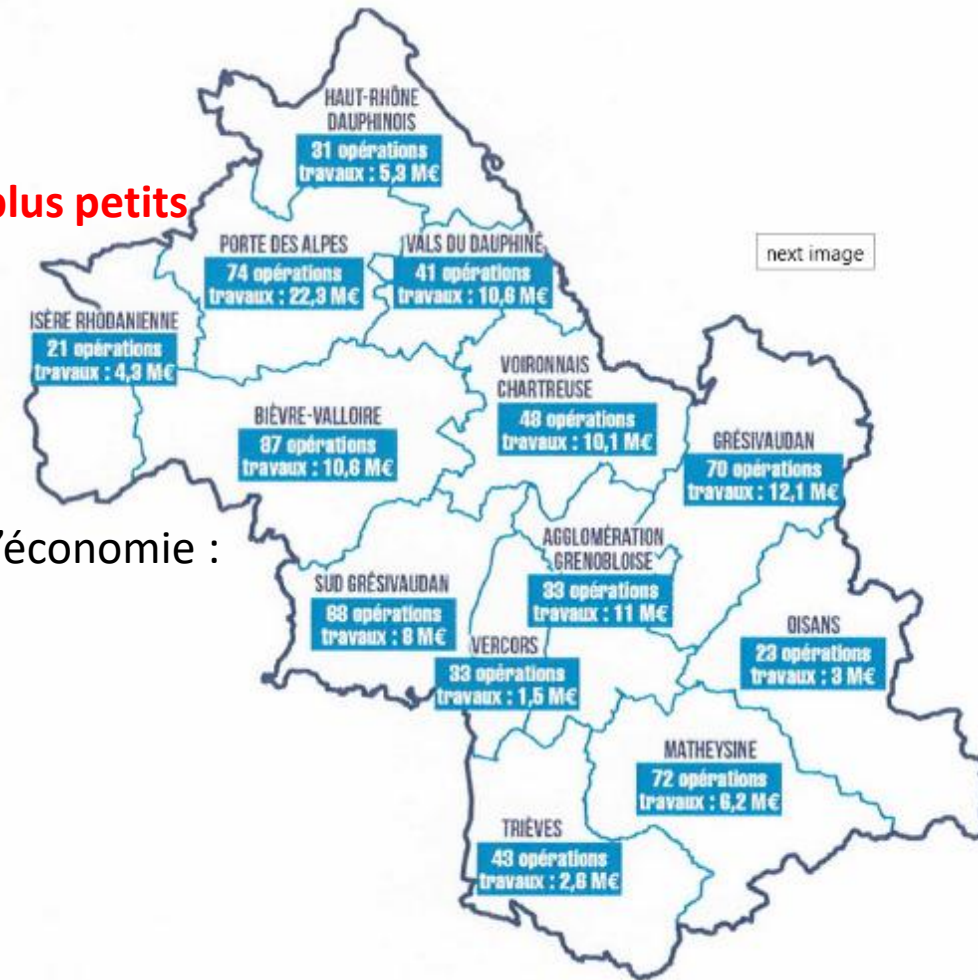 HAUT-RHÔNE
DAUPHINOIS
31 opérations
travaux : 5,3 M€
plus petits
PORTE DES ALPES
74 opérations
travaux : 22,3 M€
VALS DU DAUPHINÉ
41 opérations
travaux : 10,6 M€
next image
ISÈRE RHODANIENNE
21 opérations
travaux : 4,3 M€
VOIRONNAIS
CHARTREUSE
48 opérations
travaux : 10,1 M€
BIÈVRE-VALLOIRE
87 opérations
travaux : 10,6 M€
GRÉSIVAUDAN
70 opérations
travaux : 12,1 M€
’économie :
AGGLOMÉRATION
GRENOBLOISE
33 opérations
travaux : 11 M€
SUD GRÉSIVAUDAN
88 opérations
travaux : 8 M€
OISANS
23 opérations
travaux : 3 M€
VERCORS
33 opérations
travaux : 1,5 M€
MATHEYSINE
72 opérations
travaux : 6,2 M€
TRIÈVES
43 opérations
travaux : 2,6 M€